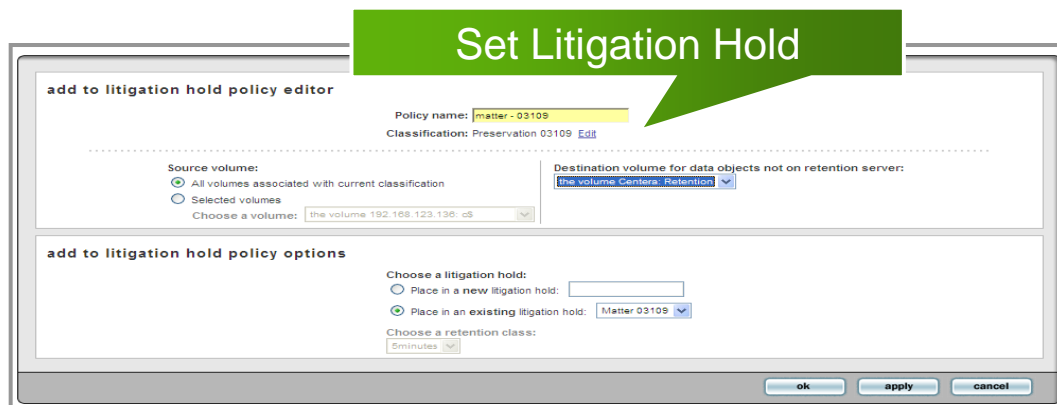 Set Litigation Hold
add to litigation hold policy editor
Policy name: matter - 03109
Classification: Preservation 03109 Edit
Source volume:
All volumes associated with current classification
Selected volumes
Choose a volume: the volume 192.168.123.136: c$
Destination volume for data objects not on retention server:
the volume Centera: Retention
add to litigation hold policy options
Choose a litigation hold:
Place in a new litigation hold:
Place in an existing litigation hold: Matter 03109
Choose a retention class:
5minutes
ok apply cancel